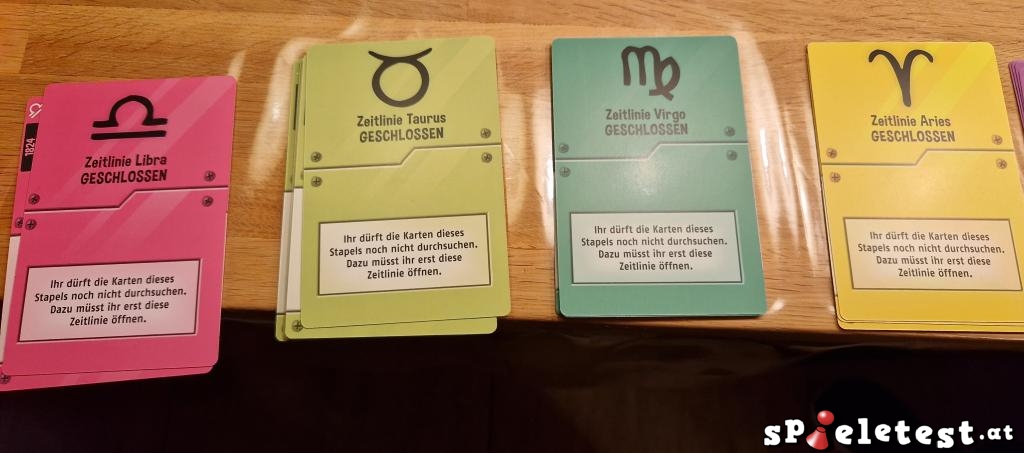 1824
Zeitlinie Libra
GESCHLOSSEN
Ihr dürft die Karten dieses
Stapels noch nicht durchsuchen.
Dazu müsst ihr erst diese
Zeitlinie öffnen.
Zeitlinie Taurus
GESCHLOSSEN
Ihr dürft die Karten dieses
Stapels noch nicht durchsuchen.
Dazu müsst ihr erst diese
Zeitlinie öffnen.
Zeitlinie Virgo
GESCHLOSSEN
Ihr dürft die Karten dieses
Stapels noch nicht durchsuchen.
Dazu müsst ihr erst diese
Zeitlinie öffnen.
Zeitlinie Aries
GESCHLOSSEN
Ihr dürft die Karten dieses
Stapels noch nicht durchsuchen.
Dazu müsst ihr erst diese
Zeitlinie öffnen.
spieletest.at